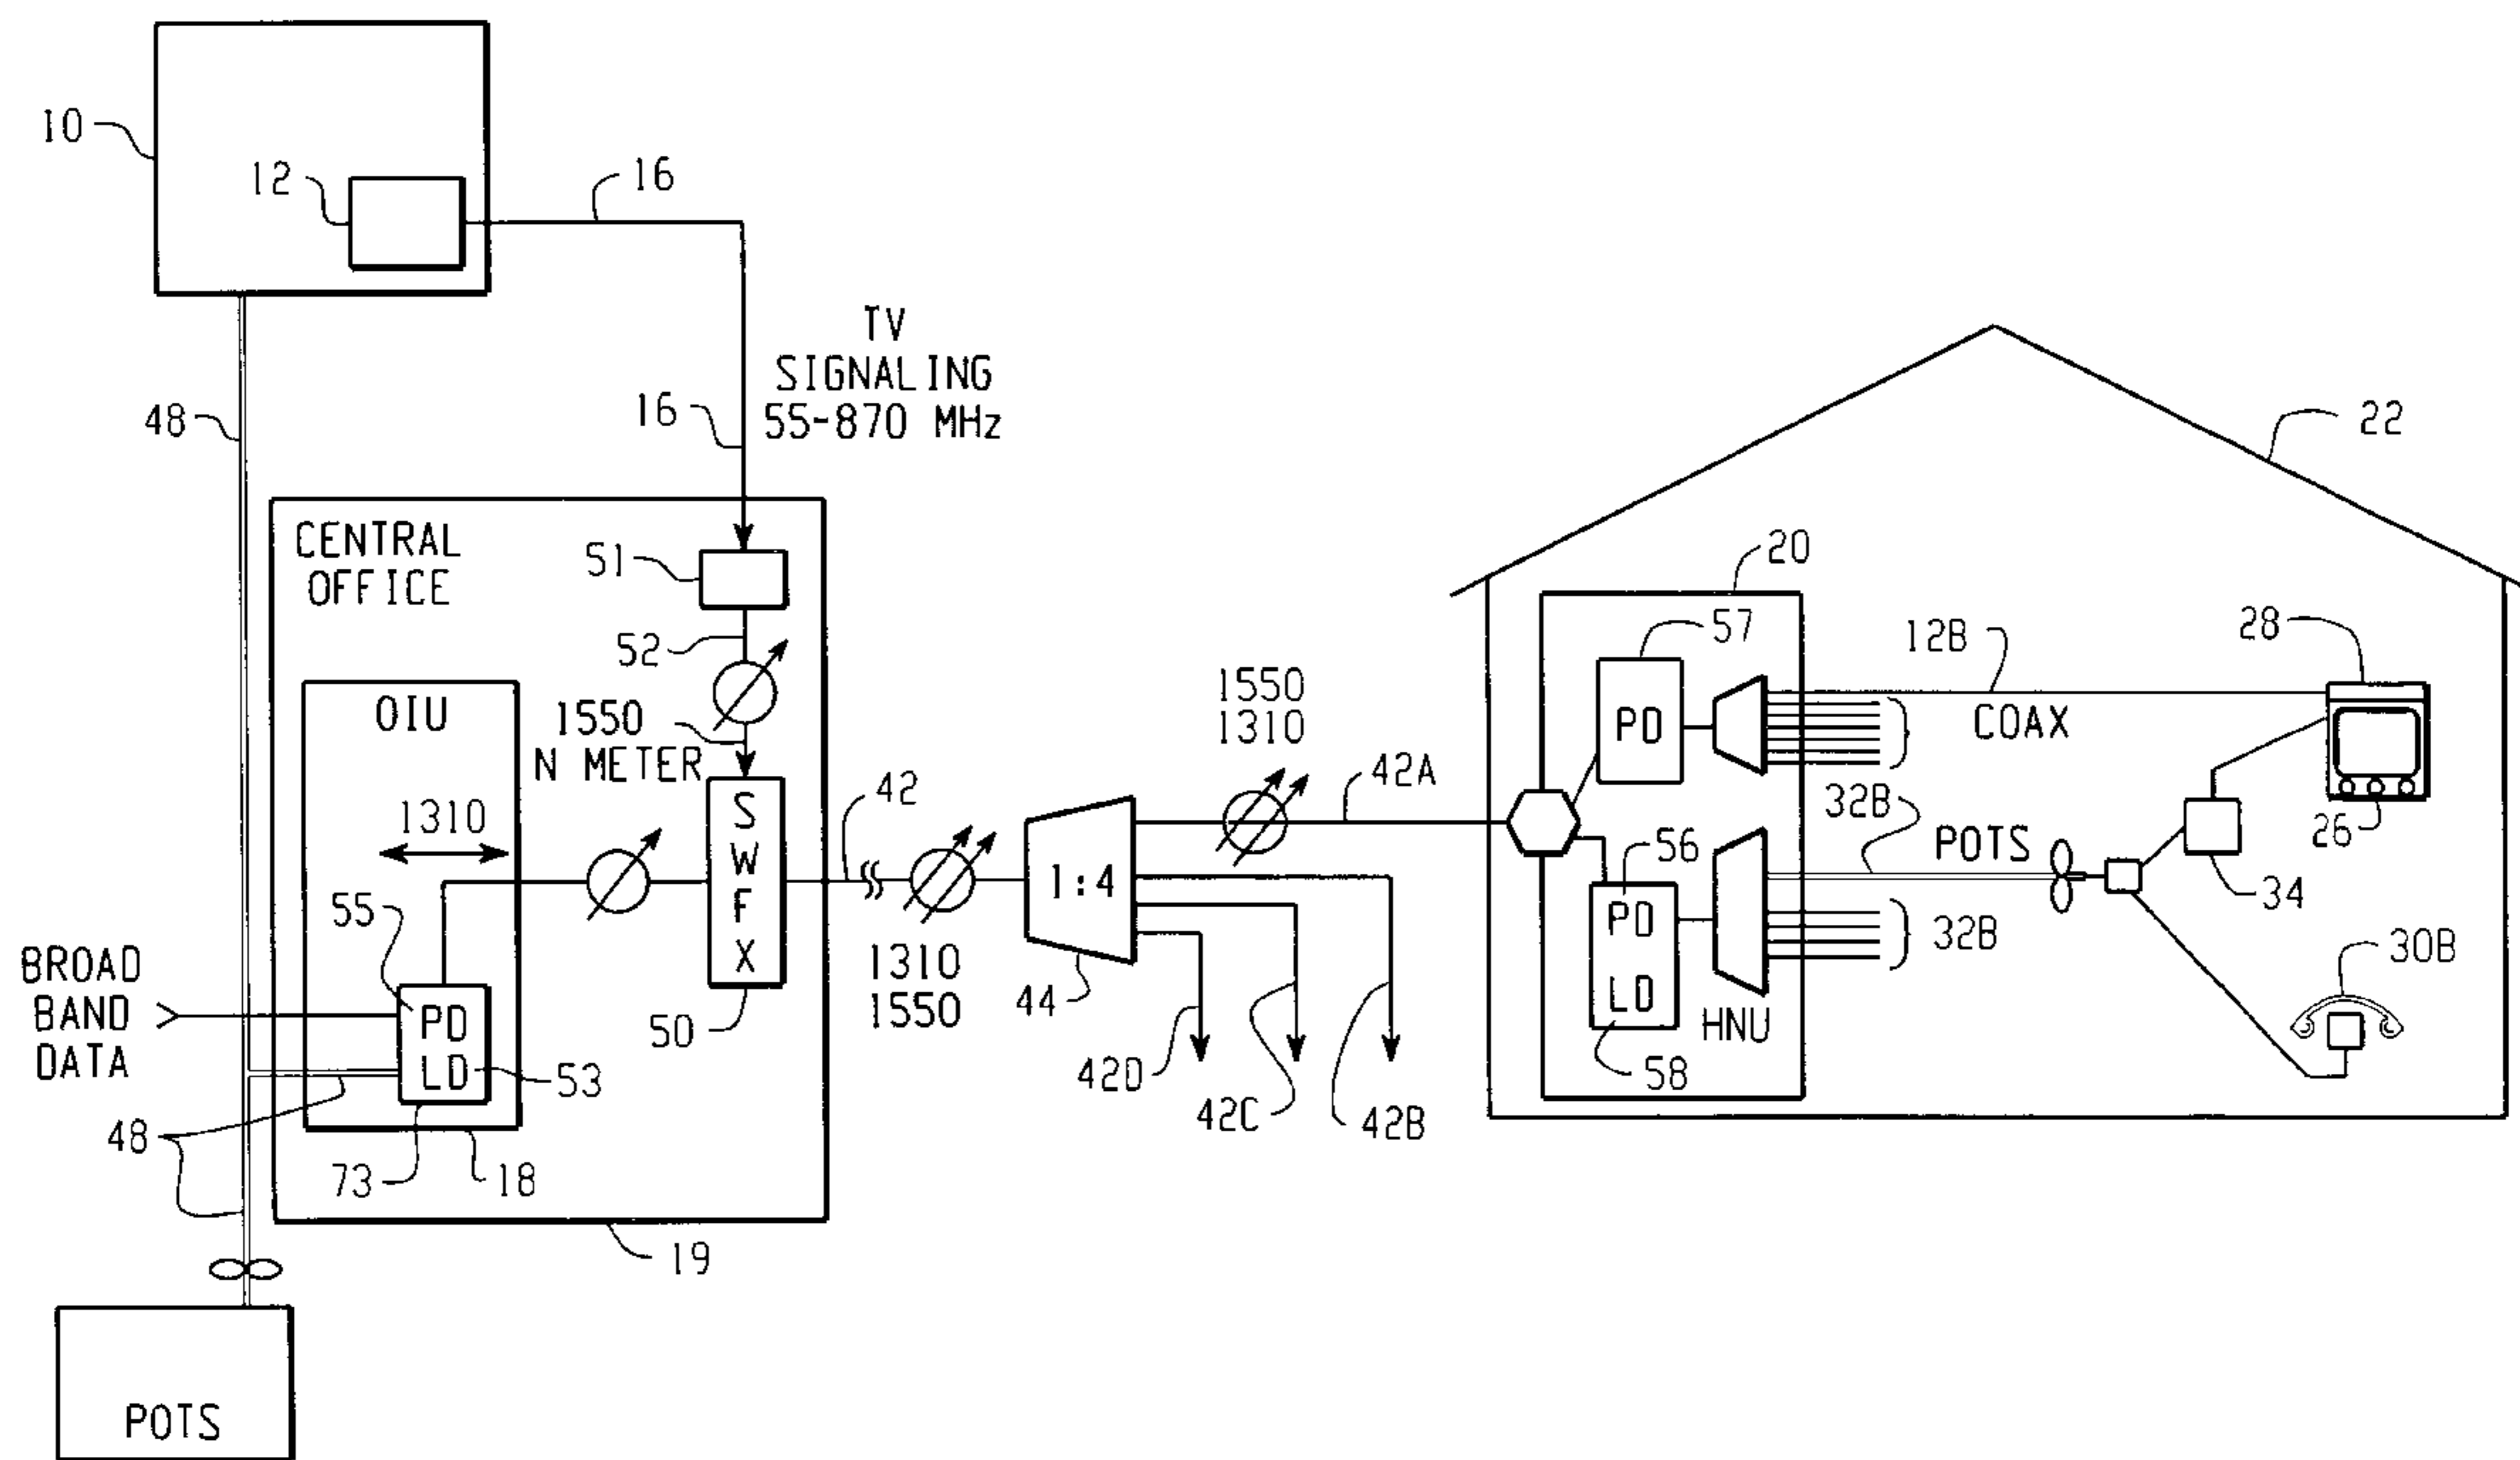 10
12
16
TV
SIGNALING
55-870 MHz
16
48
22
CENTRAL
OFFICE
51
52
20
57
12B
28
OIU
1550
N METER
1550
1310
PD
COAX
42
42A
1310
S
W
F
X
32B
POTS
26
1:4
56
34
55
PD
LD
32B
BROAD
BAND
DATA
PD
LD
53
50
1310
1550
44
HNU
30B
42D
58
48
42C
42B
73
18
19
POTS